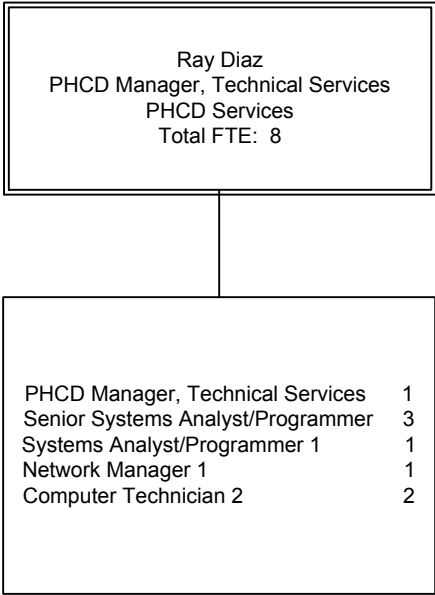 Ray Diaz
PHCD Manager, Technical Services
PHCD Services
Total FTE: 8
PHCD Manager, Technical Services 1
Senior Systems Analyst/Programmer 3
Systems Analyst/Programmer 1 1
Network Manager 1 1
Computer Technician 2 2